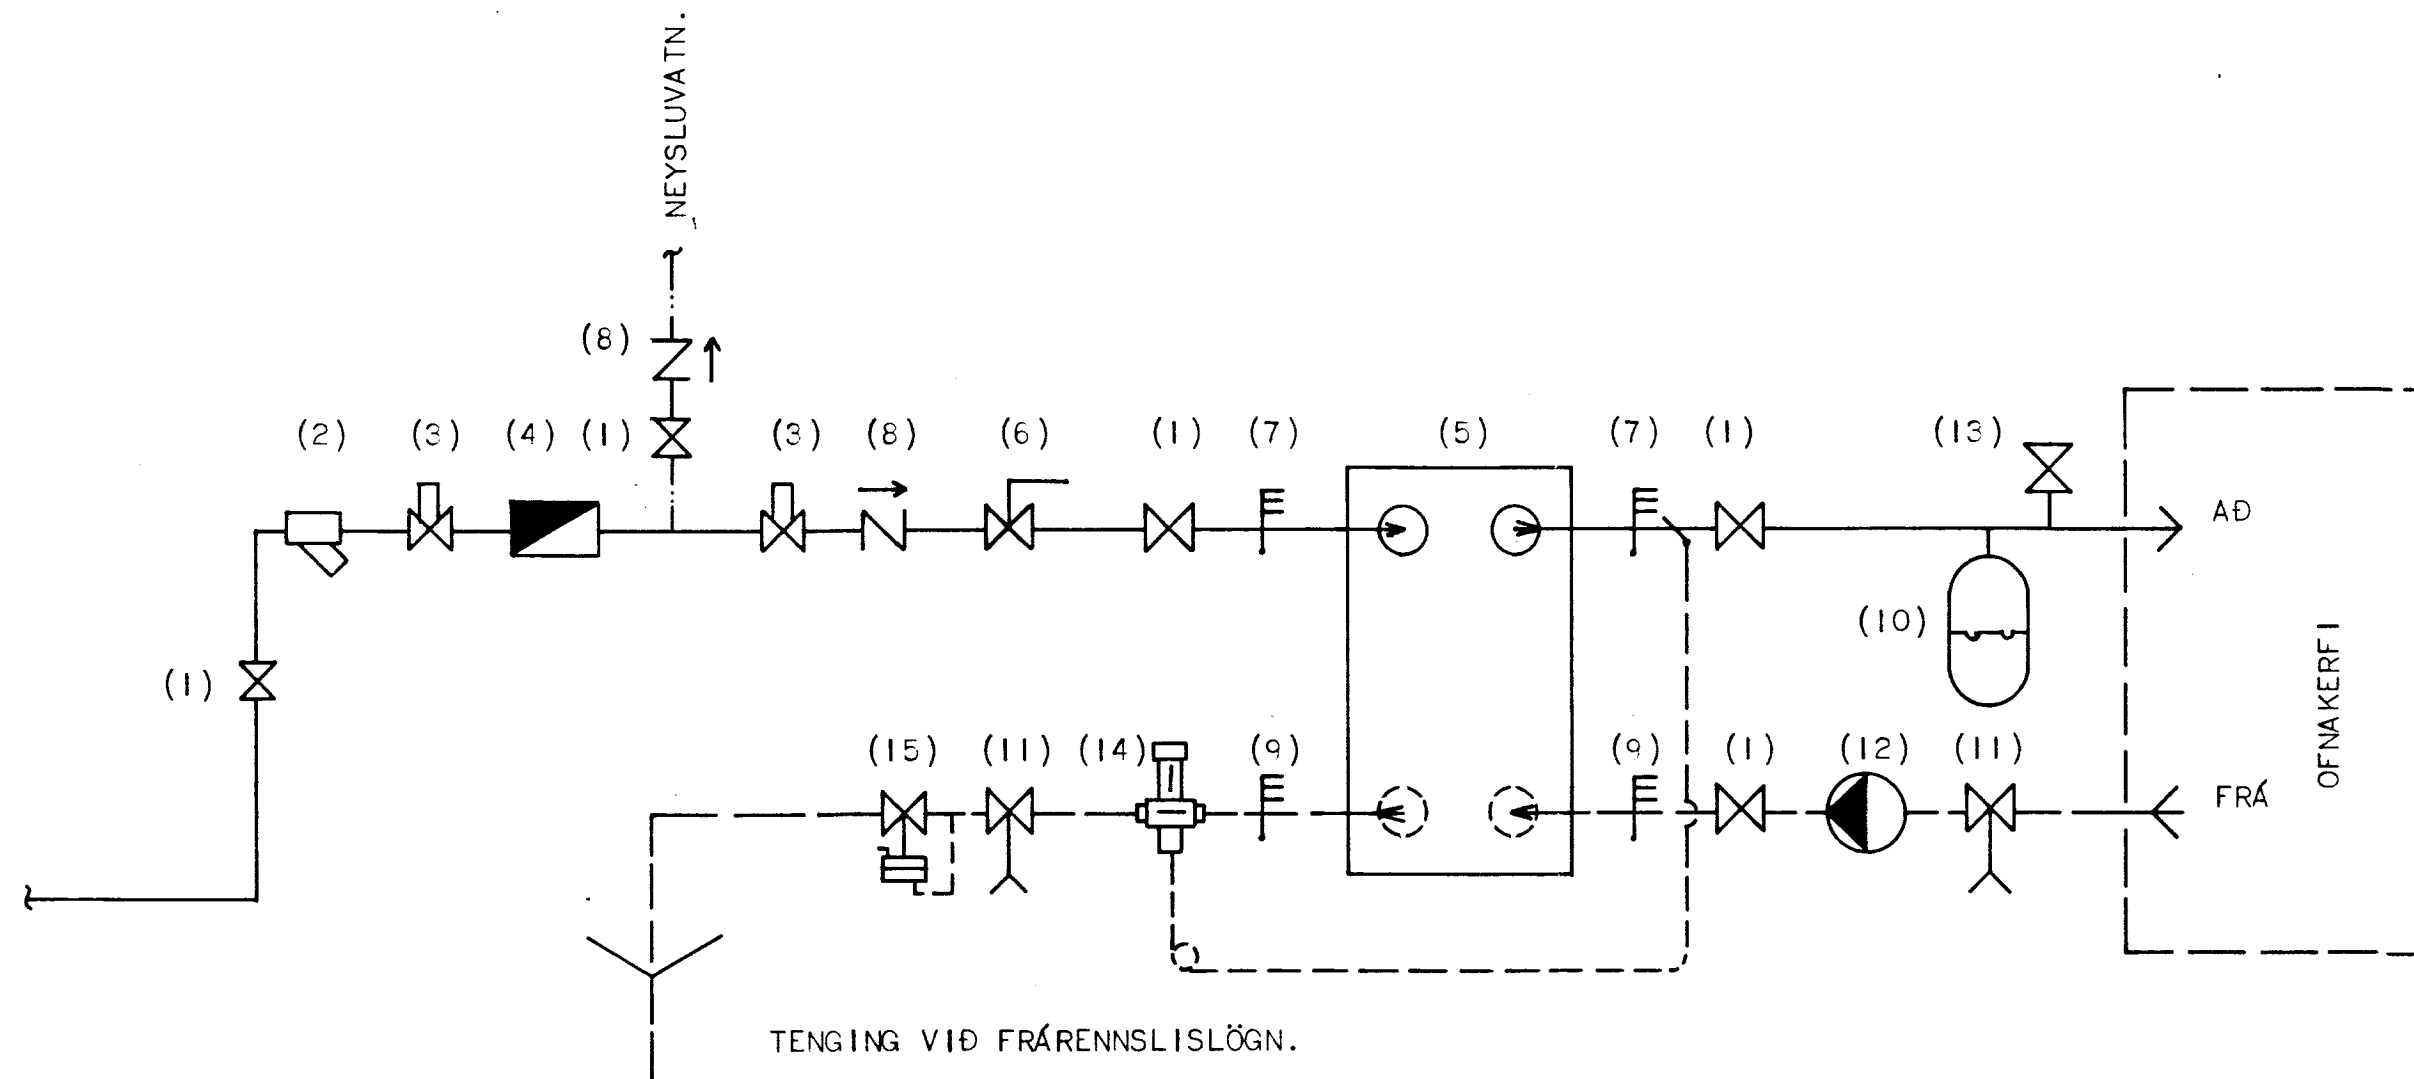 NEYSLUVATN.
(8)
(2) (3) (4) (1) (3) (8) (6) (1) (7) (5) (7) (1) (13)
AÐ
(10)
OFNAKERFI
(1)
(15) (11) (14) (9) (9) (1) (12) (11)
FRÁ
TENGING VIÐ FRÁRENNSLISLÖGN.